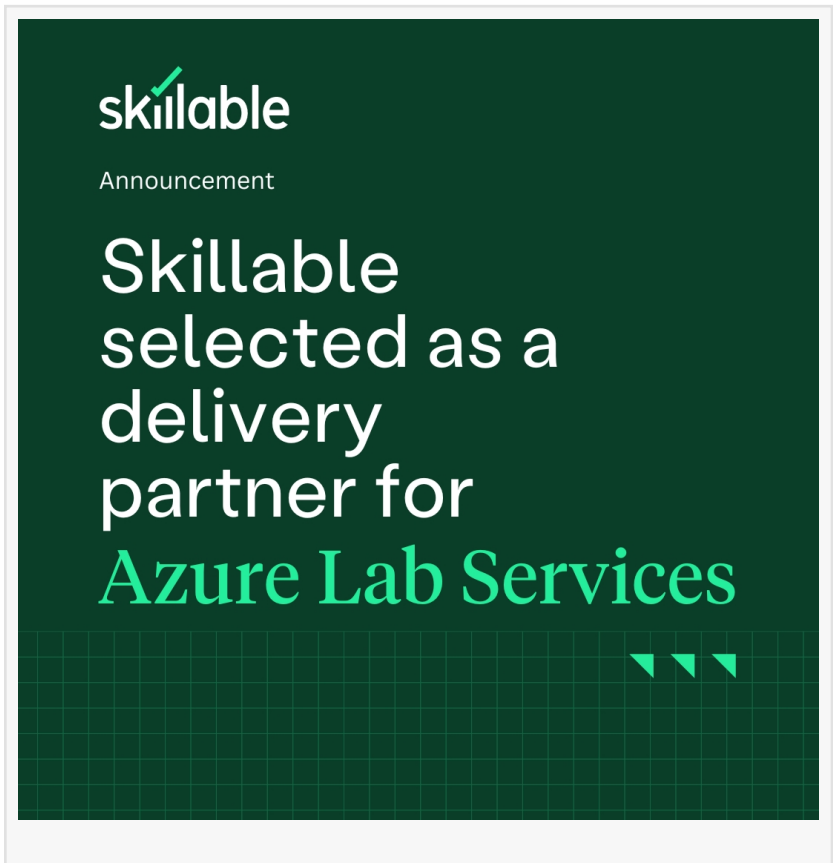 skillable
Announcement
Skillable
selected as a
delivery
partner for
Azure Lab Services